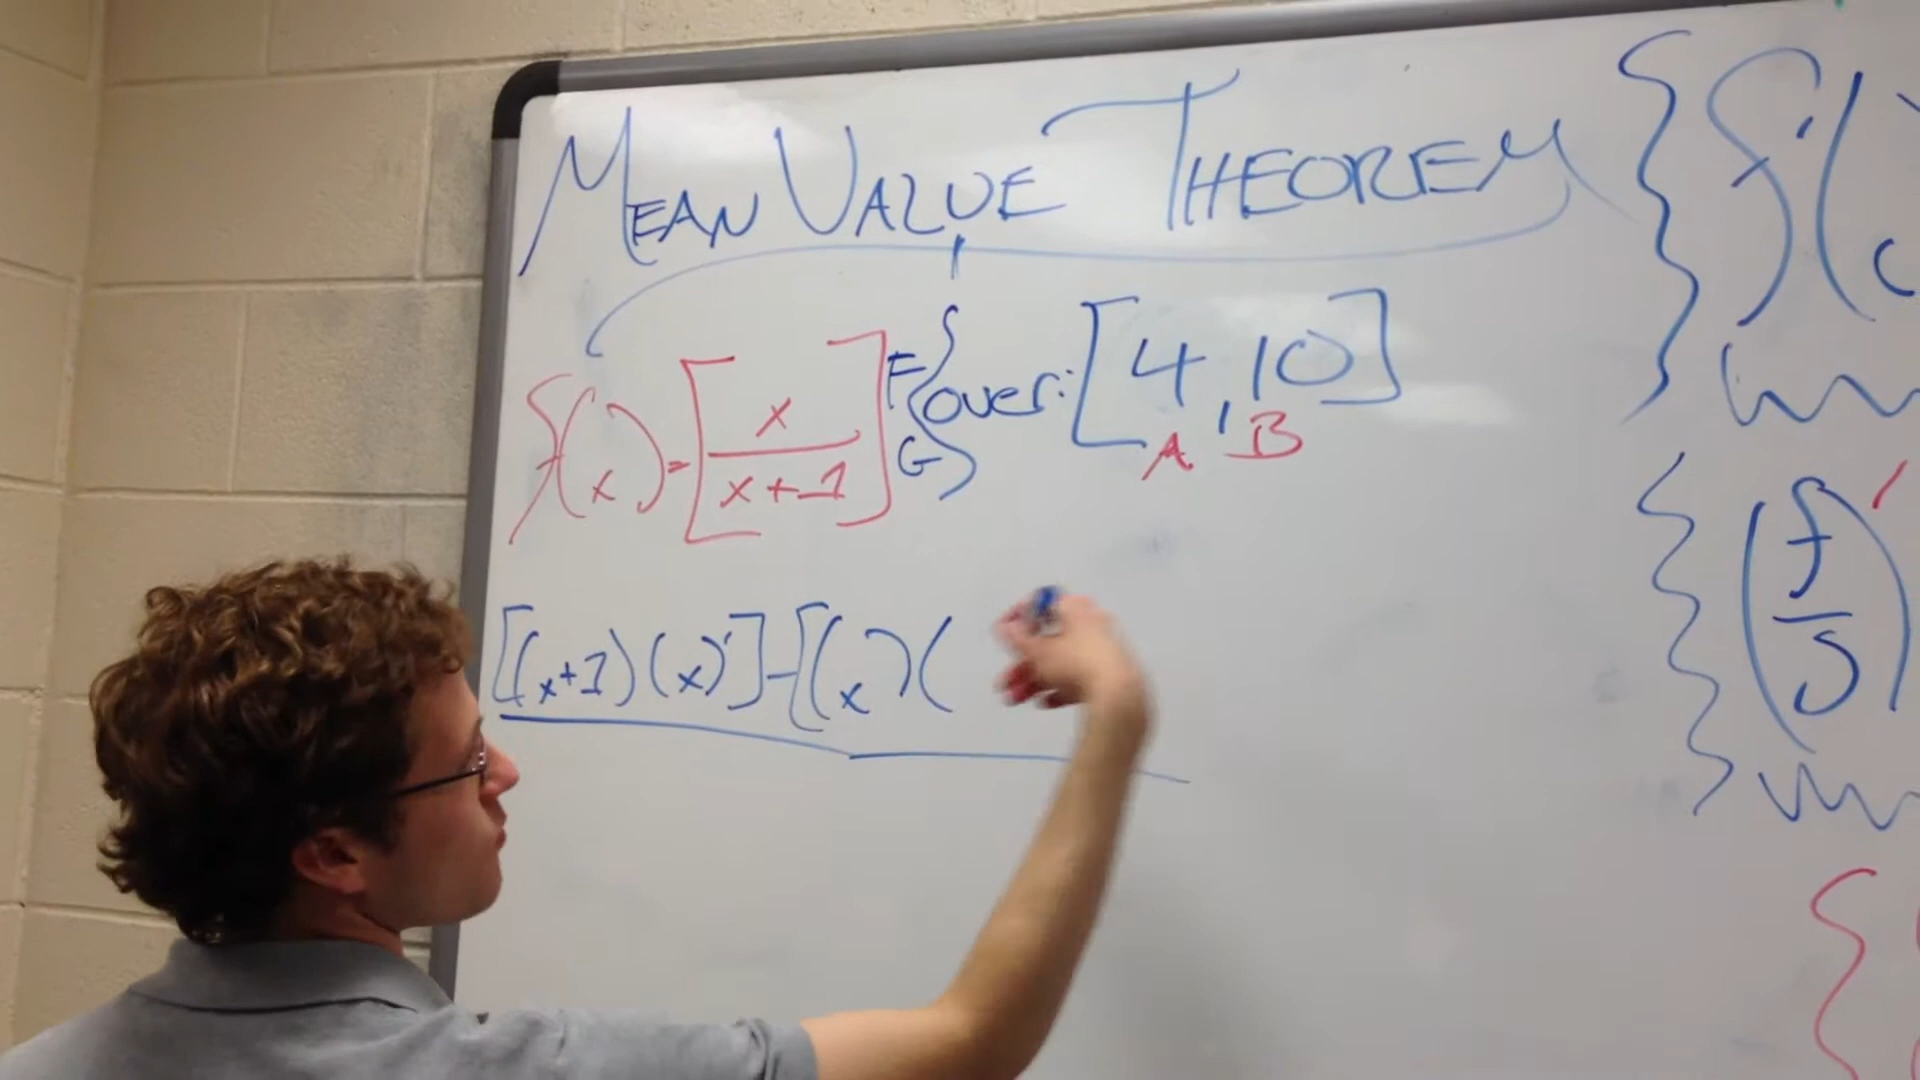 MEAN VALUE THEOREM
f(x) = [x / x+1] F G over: [4, 10]
A B
[(x+1)(x)'] - [(x)(
f'(c
(f/g)'